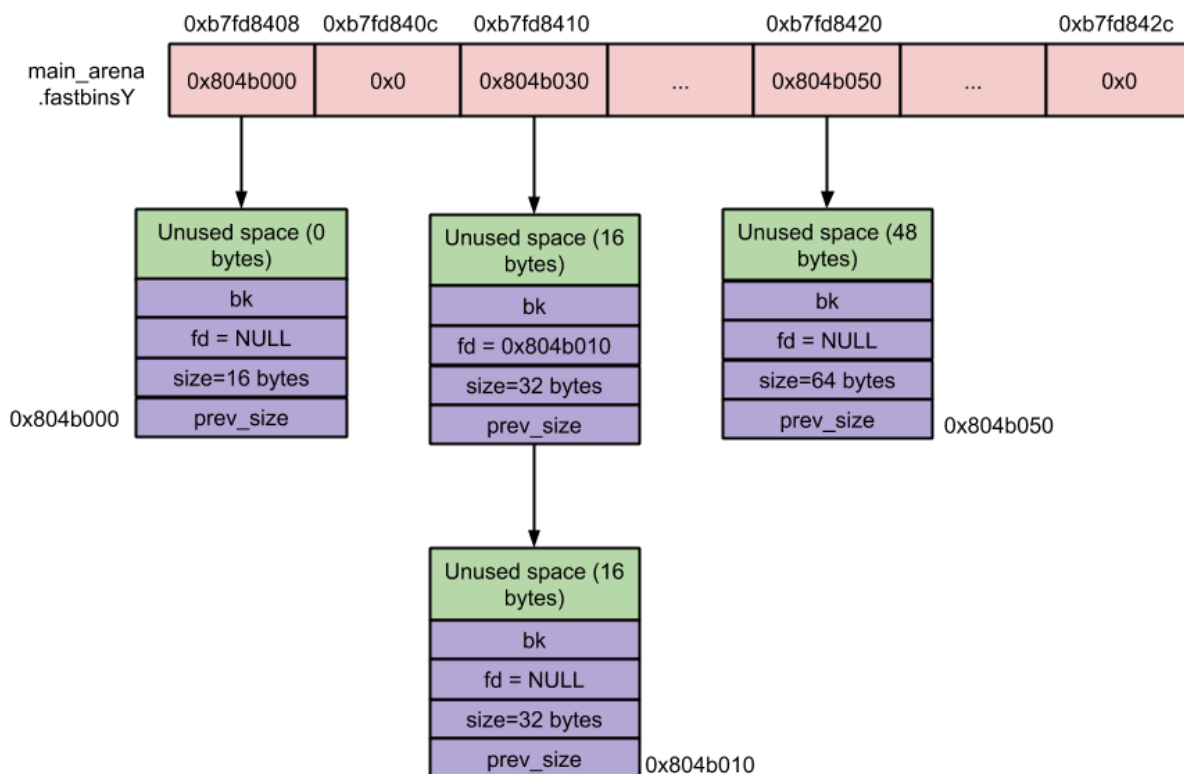 0xb7fd8408
0xb7fd840c
0xb7fd8410
0xb7fd8420
0xb7fd842c
main_arena
.fastbinsY
0x804b000
0x0
0x804b030
...
0x804b050
...
0x0
Unused space (0
bytes)
bk
fd = NULL
size=16 bytes
prev_size
0x804b000
Unused space (16
bytes)
bk
fd = 0x804b010
size=32 bytes
prev_size
Unused space (48
bytes)
bk
fd = NULL
size=64 bytes
prev_size
0x804b050
Unused space (16
bytes)
bk
fd = NULL
size=32 bytes
prev_size
0x804b010